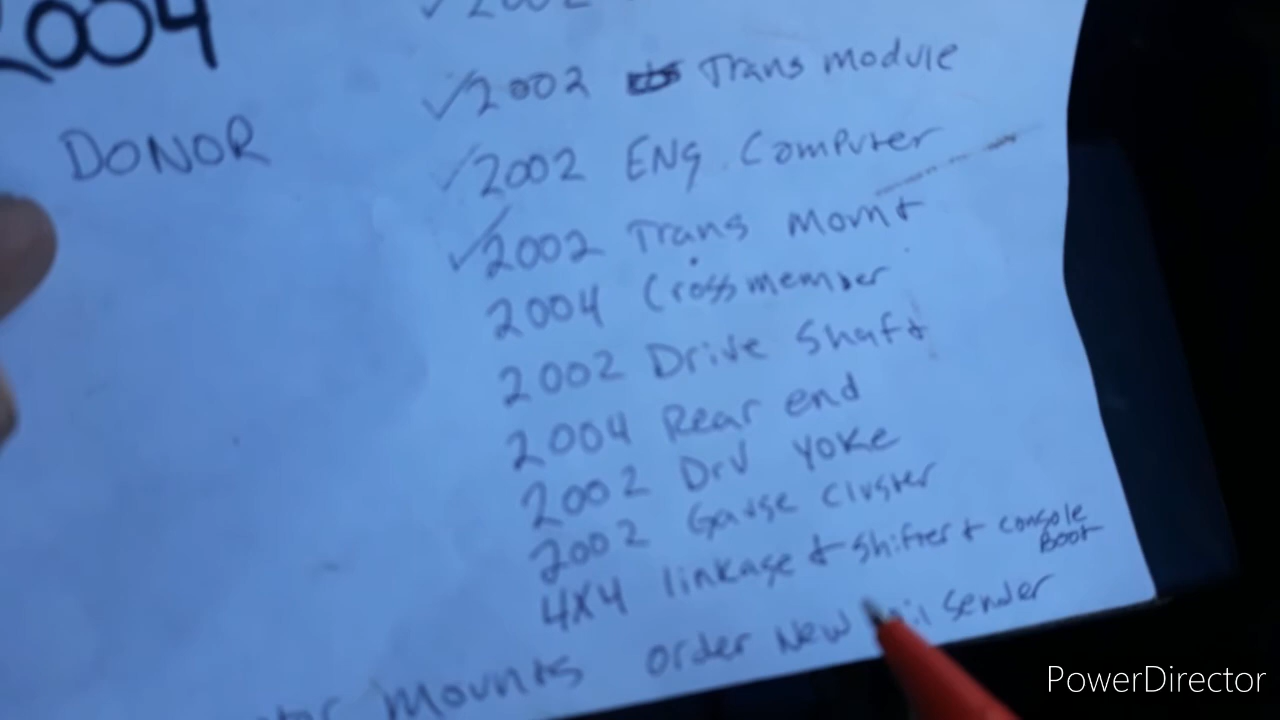 2004
2002
DONOR
✓2002 Trans module
✓2002 ENg Computer
✓2002 Trans Mount
2004 Crossmember
2002 Drive Shaft
2004 Rear end
2002 Drv YOKe
2002 Gauge Cluster
4X4 linkage & Shifter & console
Boot
Mounts order New Sender
PowerDirector